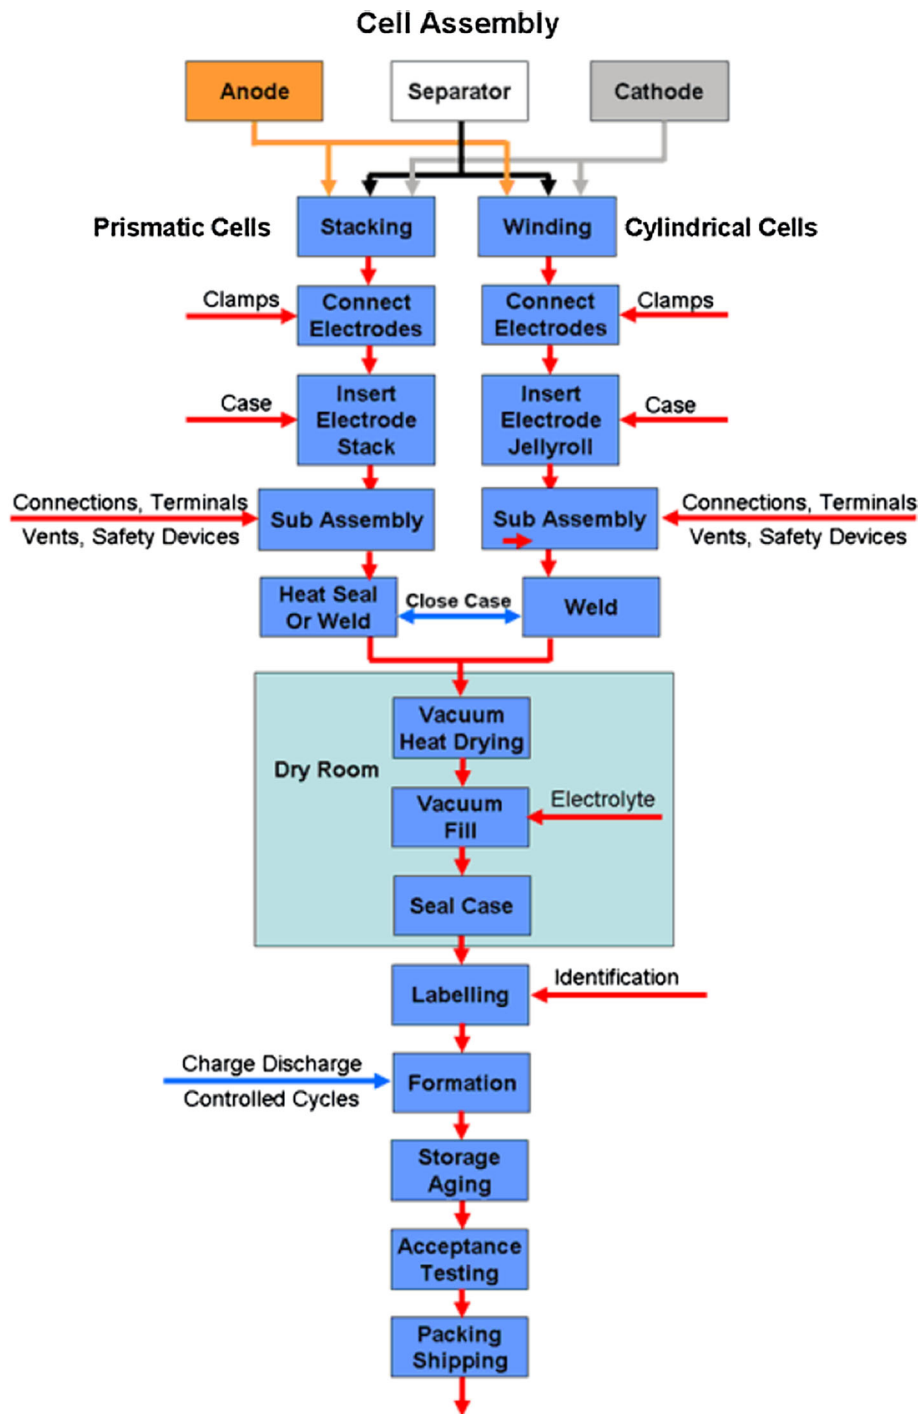 Cell Assembly
Anode
Separator
Cathode
Prismatic Cells
Stacking
Winding
Cylindrical Cells
Clamps
Connect
Electrodes
Connect
Electrodes
Clamps
Case
Insert
Electrode
Stack
Insert
Electrode
Jellyroll
Case
Connections, Terminals
Vents, Safety Devices
Sub Assembly
Sub Assembly
Connections, Terminals
Vents, Safety Devices
Heat Seal
Or Weld
Close Case
Weld
Dry Room
Vacuum
Heat Drying
Vacuum
Fill
Electrolyte
Seal Case
Labelling
Identification
Charge Discharge
Controlled Cycles
Formation
Storage
Aging
Acceptance
Testing
Packing
Shipping